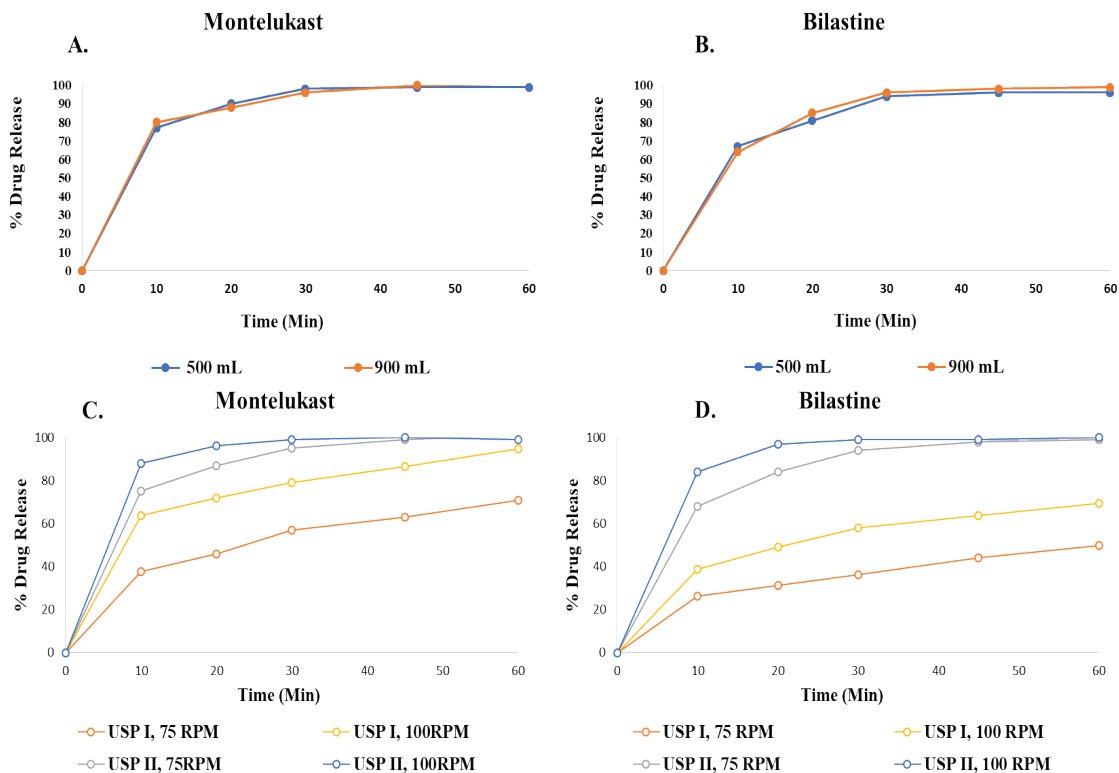 Montelukast
A.
% Drug Release
100
90
80
70
60
50
40
30
20
10
0
0 10 20 30 40 50 60
Time (Min)
500 mL 900 mL
Bilastine
B.
% Drug Release
100
90
80
70
60
50
40
30
20
10
0
0 10 20 30 40 50 60
Time (Min)
500 mL 900 mL
Montelukast
C.
% Drug Release
100
80
60
40
20
0
0 10 20 30 40 50 60
Time (Min)
USP I, 75 RPM USP I, 100RPM
USP II, 75RPM USP II, 100RPM
Bilastine
D.
% Drug Release
100
80
60
40
20
0
0 10 20 30 40 50 60
Time (Min)
USP I, 75 RPM USP I, 100 RPM
USP II, 75 RPM USP II, 100 RPM